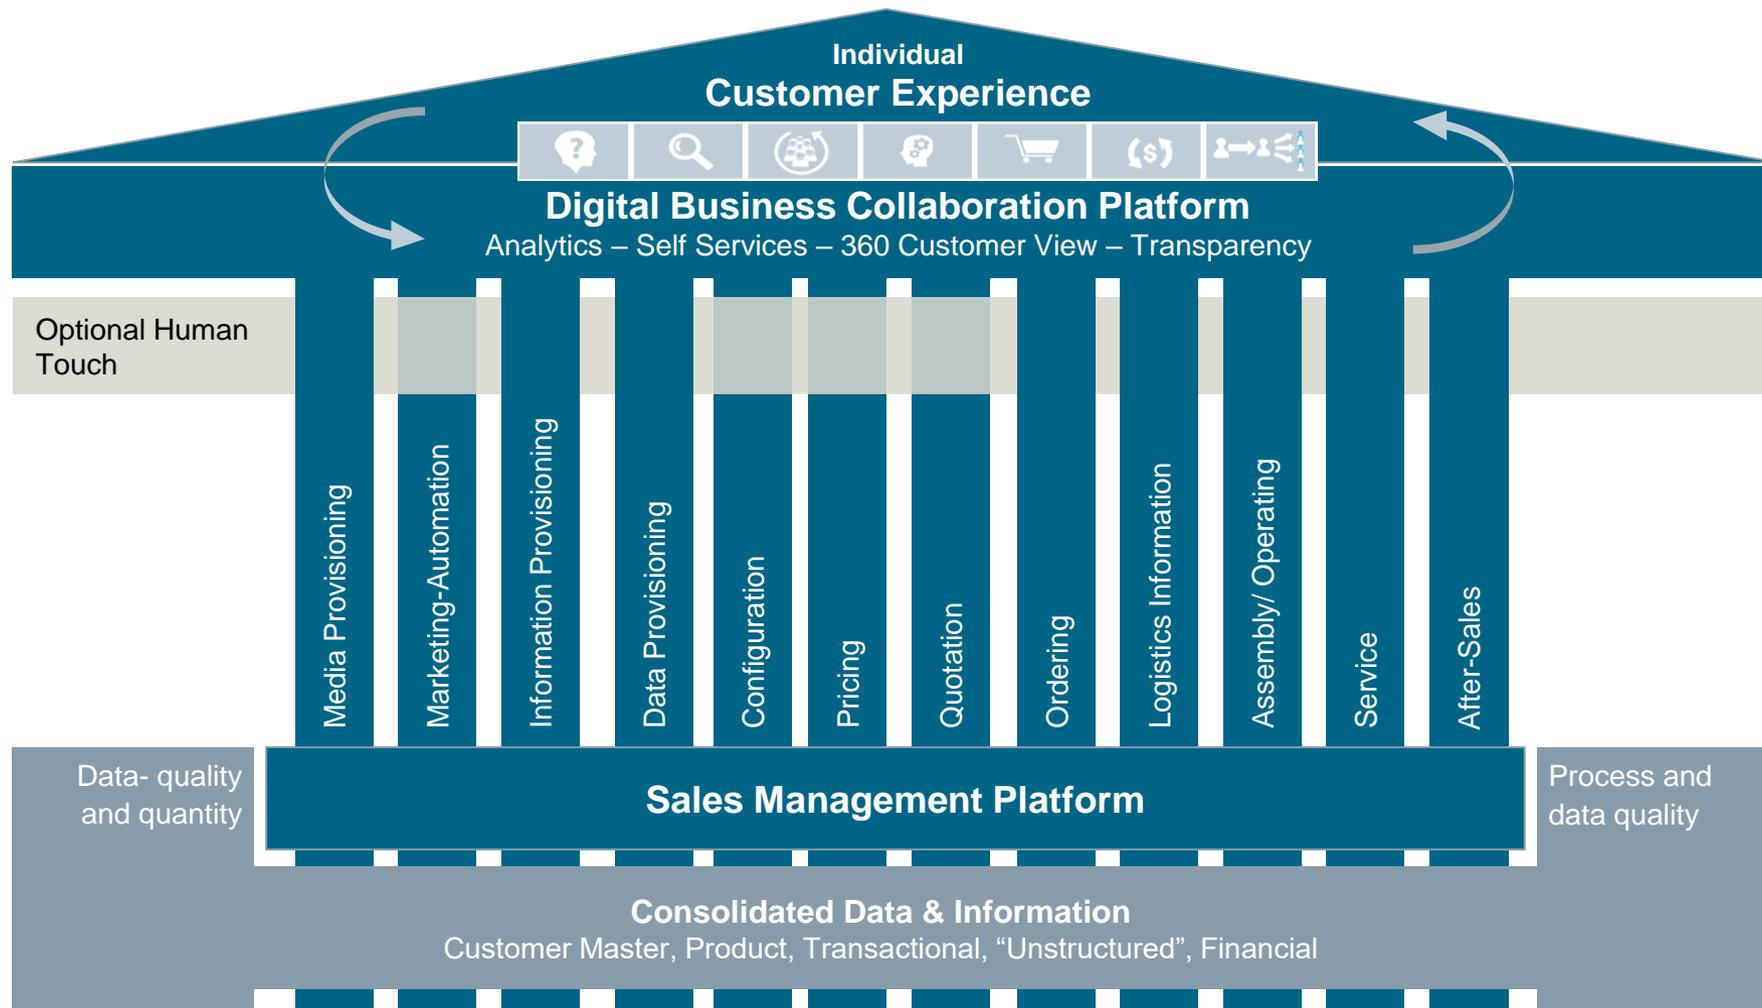 Individual
Customer Experience
?
$
Digital Business Collaboration Platform
Analytics – Self Services – 360 Customer View – Transparency
Optional Human
Touch
Media Provisioning
Marketing-Automation
Information Provisioning
Data Provisioning
Configuration
Pricing
Quotation
Ordering
Logistics Information
Assembly/ Operating
Service
After-Sales
Data- quality
and quantity
Sales Management Platform
Process and
data quality
Consolidated Data & Information
Customer Master, Product, Transactional, “Unstructured”, Financial